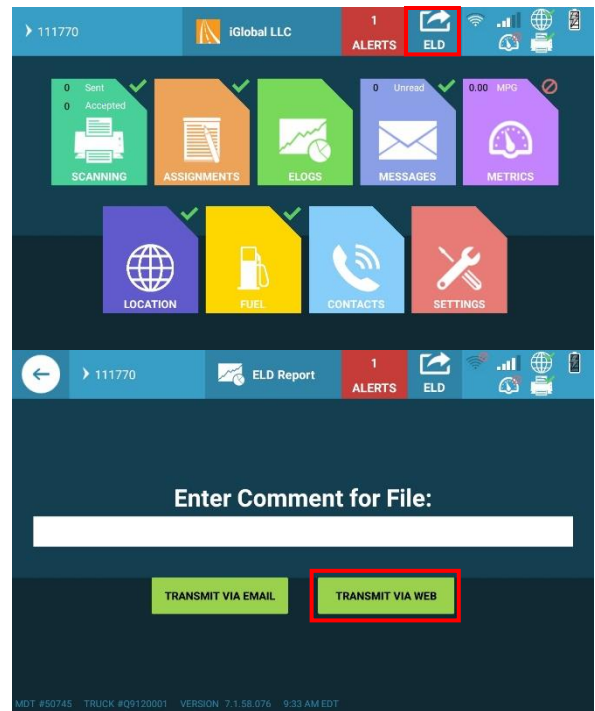 111770
iGlobal LLC
1
ALERTS
ELD
0 Sent
0 Accepted
SCANNING
ASSIGNMENTS
ELOGS
0 Unread
MESSAGES
0.00 MPG
METRICS
LOCATION
FUEL
CONTACTS
SETTINGS
111770
ELD Report
1
ALERTS
ELD
Enter Comment for File:
TRANSMIT VIA EMAIL
TRANSMIT VIA WEB
MDT #50745 TRUCK #Q9120001 VERSION 7.1.58.076 9:33 AM EDT